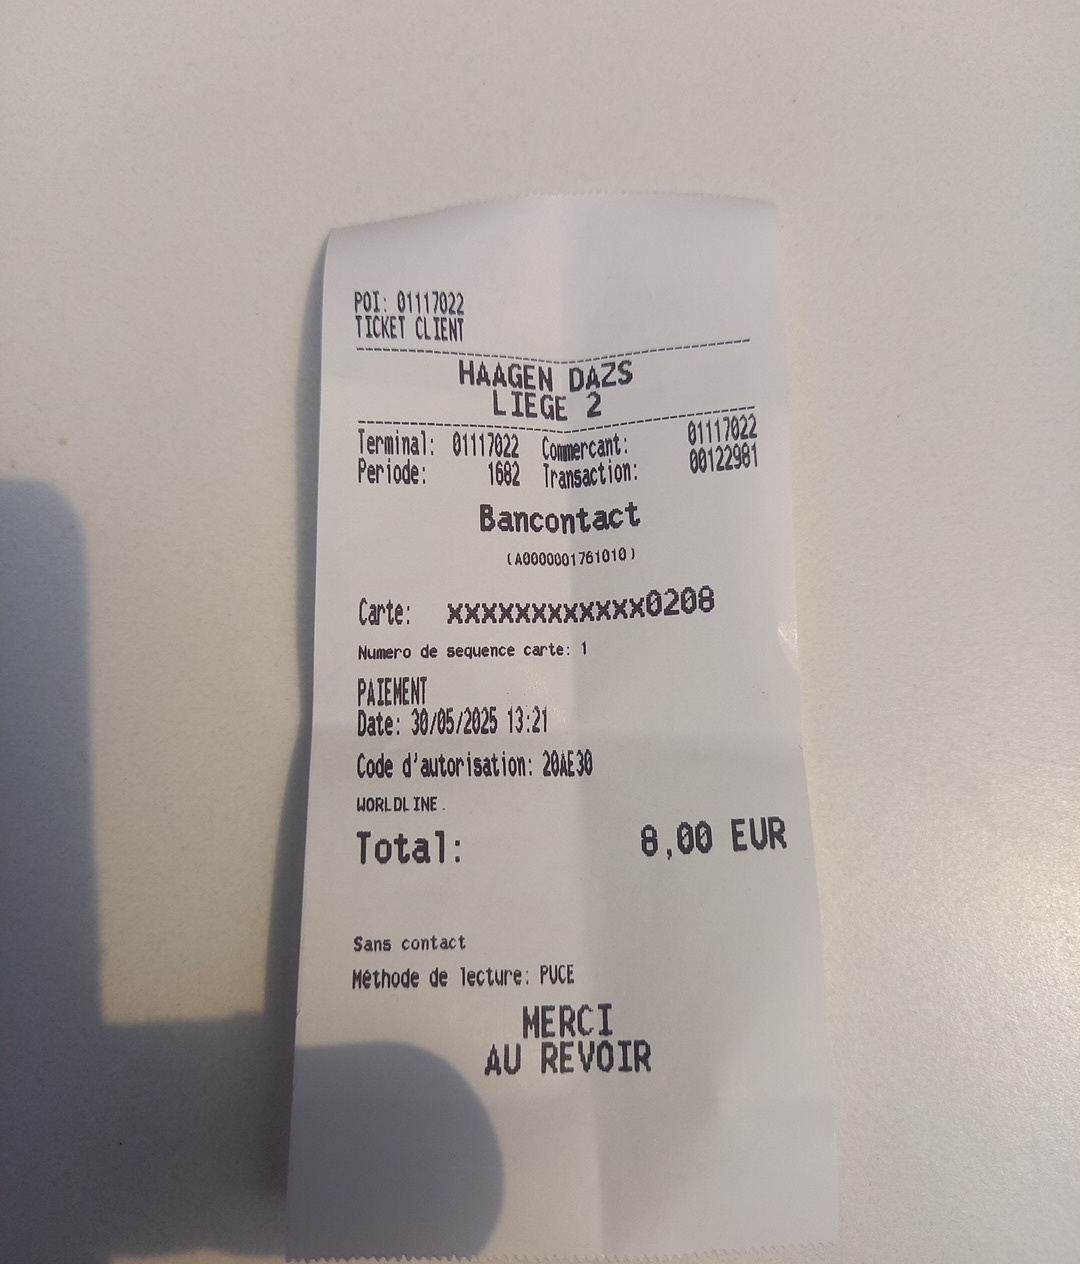 POI: 01117022
TICKET CLIENT
HAAGEN DAZS
LIEGE 2
Terminal: 01117022 Commercant: 01117022
Periode: 1682 Transaction: 00122981
Bancontact
(A0000001761010)
Carte: xxxxxxxxxxxx0208
Numero de sequence carte: 1
PAIEMENT
Date: 30/05/2025 13:21
Code d'autorisation: 20AE30
WORLDLINE.
Total: 8,00 EUR
Sans contact
Méthode de lecture: PUCE
MERCI
AU REVOIR